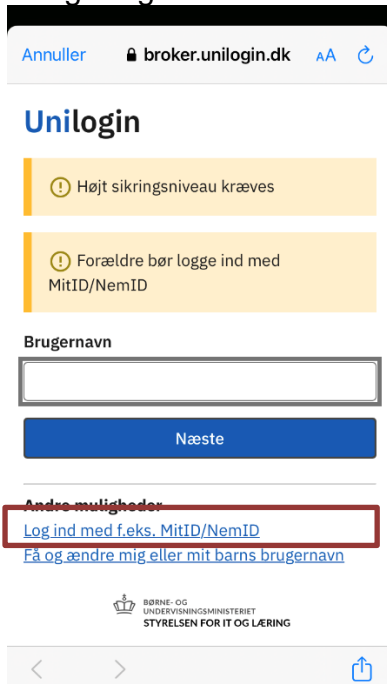 Annuller broker.unilogin.dk AA
Unilogin
Højt sikringsniveau kræves
Forældre bør logge ind med
MitID/NemID
Brugernavn
Næste
Andre muligheder
Log ind med f.eks. MitID/NemID
Få og ændre mig eller mit barns brugernavn
BØRNE- OG
UNDERVISNINGSMINISTERIET
STYRELSEN FOR IT OG LÆRING